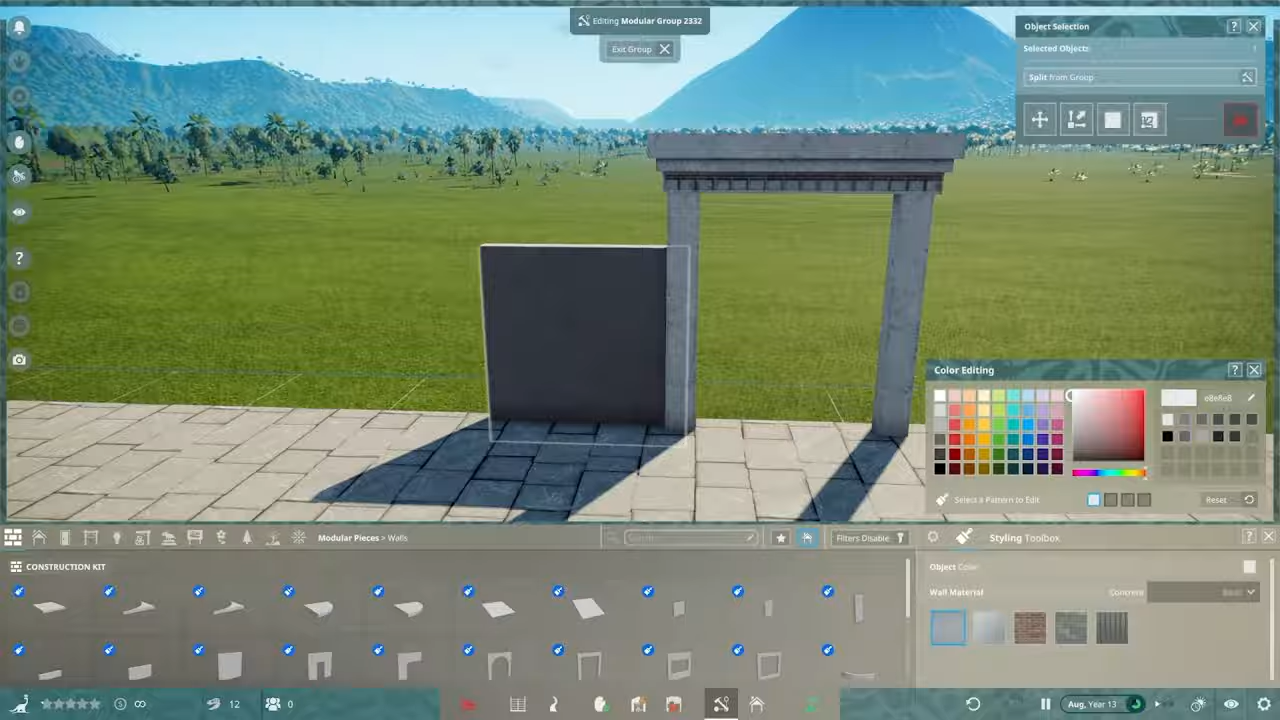 Editing Modular Group 2332
Exit Group
Object Selection
?
Selected Objects
1
Split from Group
?
Color Editing
?
e8e8e8
Select a Pattern to Edit
Reset
Modular Pieces > Walls
Filters Disable
Styling Toolbox
?
CONSTRUCTION KIT
Object Color
Wall Material
Concrete
12
0
Aug, Year 13